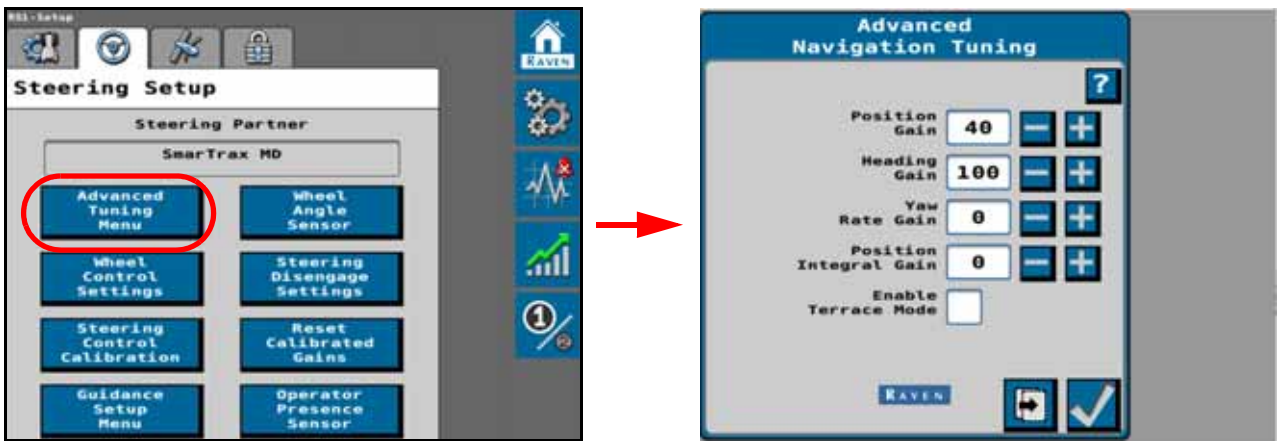 RS1-Setup
Steering Setup
Steering Partner
SmarTrax MD
Advanced
Tuning
Menu
Wheel
Angle
Sensor
Wheel
Control
Settings
Steering
Disengage
Settings
Steering
Control
Calibration
Reset
Calibrated
Gains
Guidance
Setup
Menu
Operator
Presence
Sensor
RAVEN
1
Advanced
Navigation Tuning
?
Position
Gain
40
Heading
Gain
100
Yaw
Rate Gain
0
Position
Integral Gain
0
Enable
Terrace Mode
RAVEN